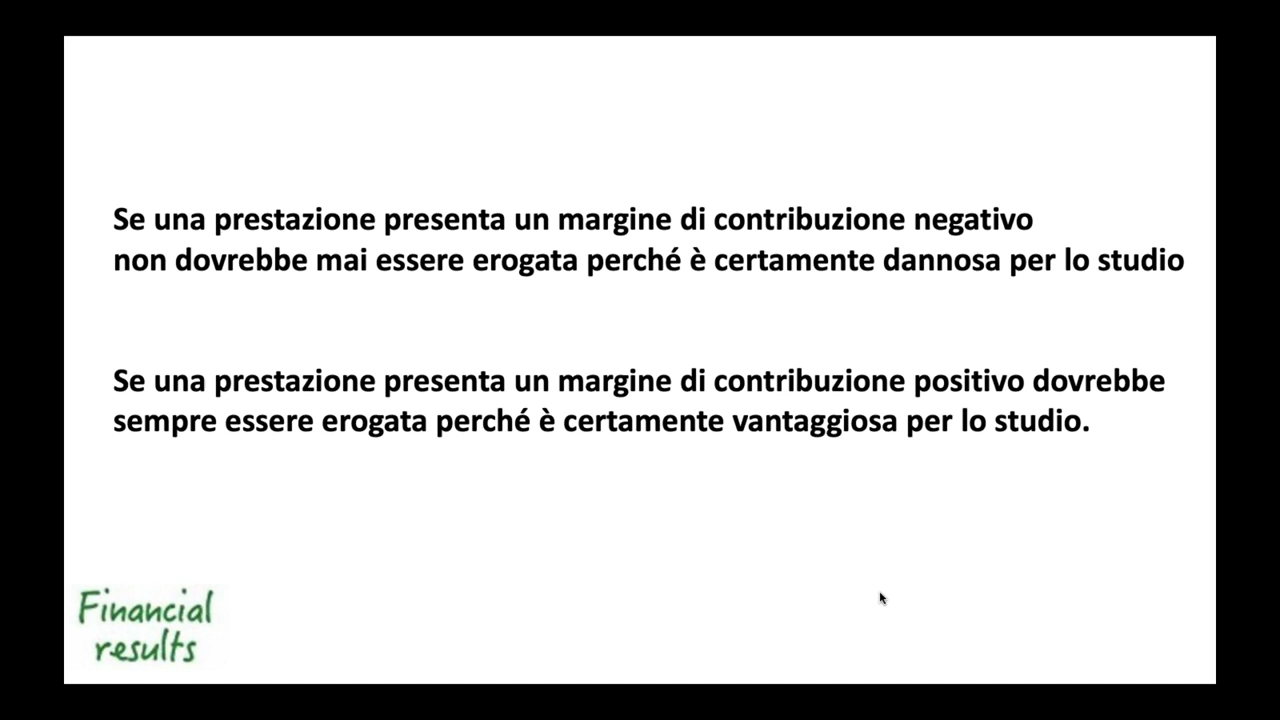 Se una prestazione presenta un margine di contribuzione negativo
non dovrebbe mai essere erogata perché è certamente dannosa per lo studio
Se una prestazione presenta un margine di contribuzione positivo dovrebbe
sempre essere erogata perché è certamente vantaggiosa per lo studio.
Financial
results